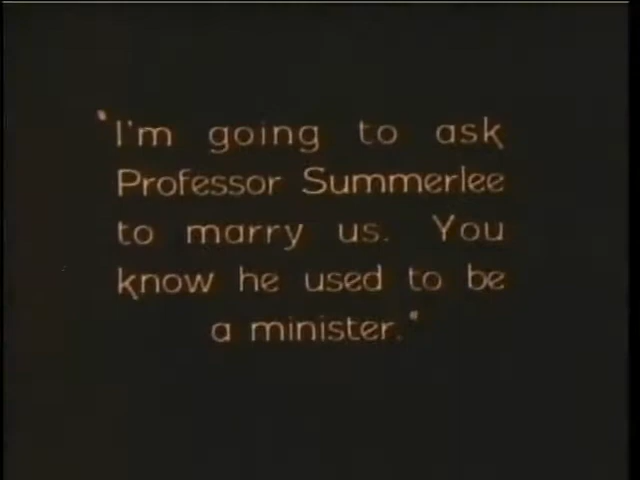 "I'm going to ask
Professor Summerlee
to marry us. You
know he used to be
a minister."